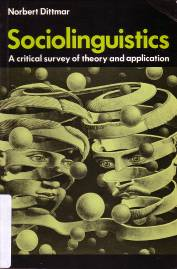 Norbert Dittmar
Sociolinguistics
A critical survey of theory and application